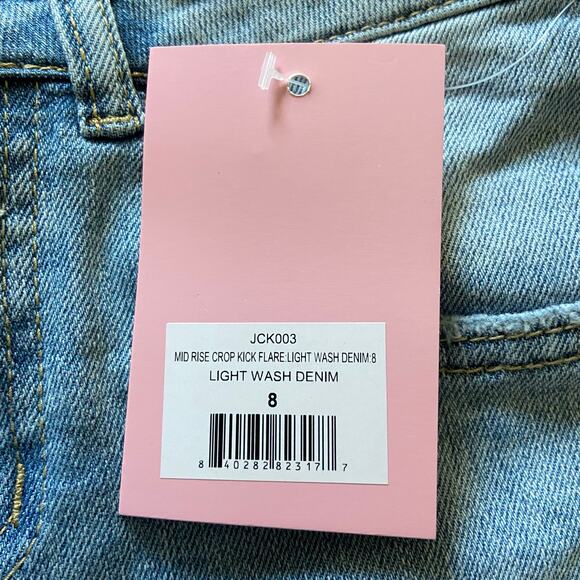 JCK003
MID RISE CROP KICK FLARE:LIGHT WASH DENIM:8
LIGHT WASH DENIM
8
8 40282 82317 7